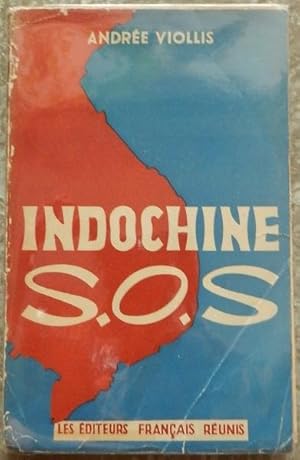 ANDRÉE VIOLLIS
INDOCHINE
S.O.S
LES ÉDITEURS FRANÇAIS RÉUNIS